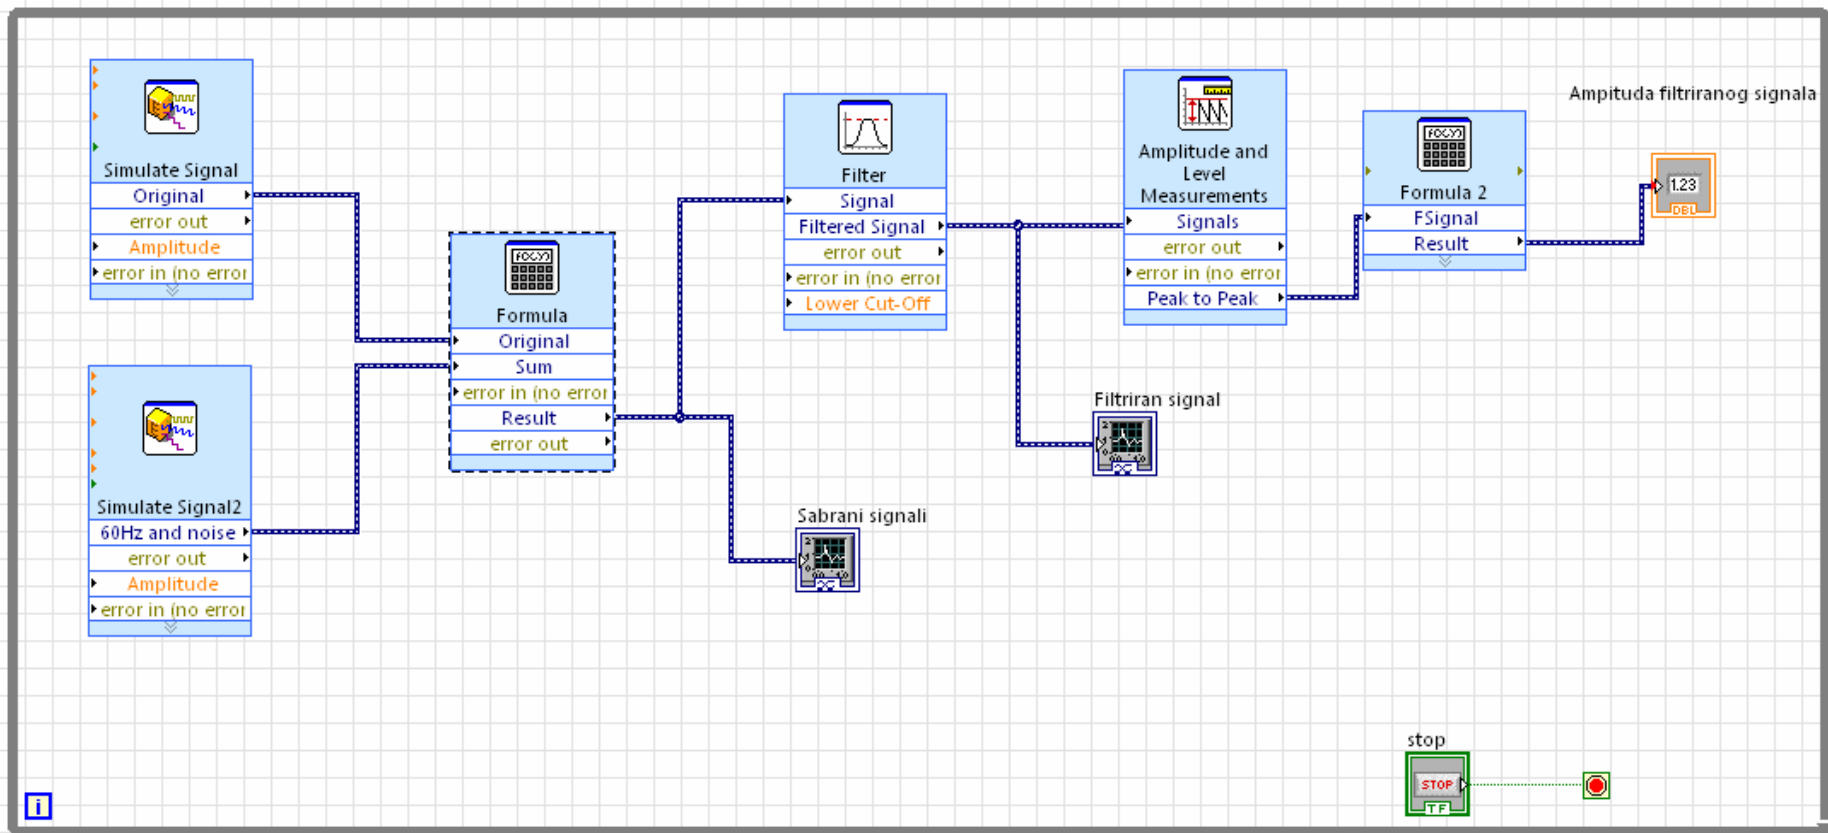 Simulate Signal
Original
error out
Amplitude
error in (no error
Simulate Signal2
60Hz and noise
error out
Amplitude
error in (no error
f(x,y)
Formula
Original
Sum
error in (no error
Result
error out
Filter
Signal
Filtered Signal
error out
error in (no error
Lower Cut-Off
Sabrani signali
Filtriran signal
Amplitude and
Level
Measurements
Signals
error out
error in (no error
Peak to Peak
f(x,y)
Formula 2
FSignal
Result
Ampituda filtriranog signala
1.23
DBL
stop
STOP
TF
i